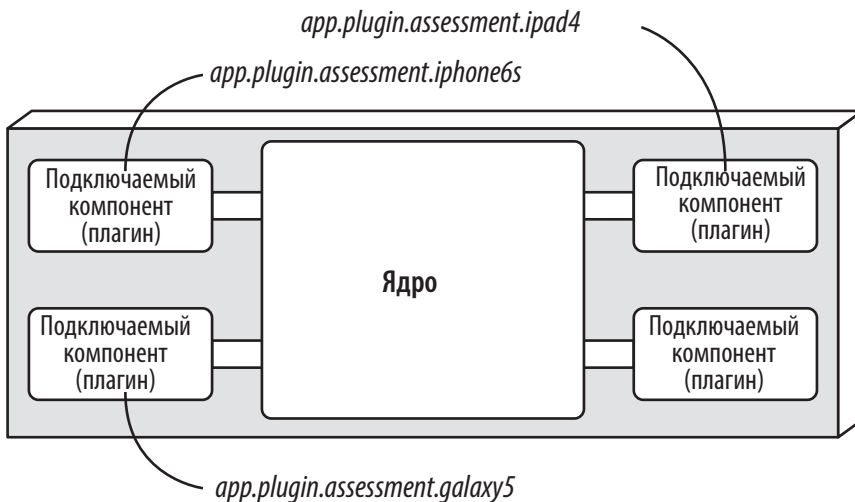 app.plugin.assessment.ipad4
app.plugin.assessment.iphone6s
Подключаемый
компонент
(плагин)
Подключаемый
компонент
(плагин)
Ядро
Подключаемый
компонент
(плагин)
Подключаемый
компонент
(плагин)
app.plugin.assessment.galaxy5